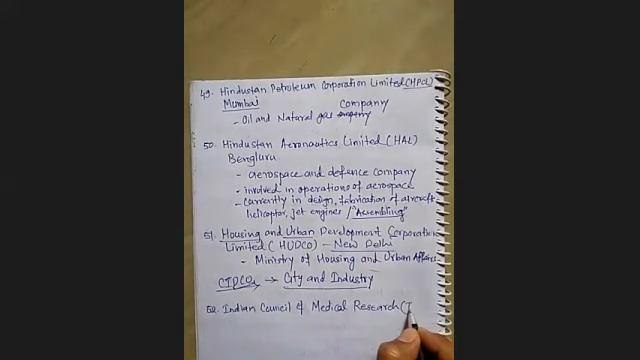 49. Hindustan Petroleum Corporation Limited (HPCL)
Mumbai
Company
- Oil and Natural gas company
50. Hindustan Aeronautics Limited (HAL)
Bengluru
- aerospace and defence company
- involved in operations of aerospace
- currently in design, fabrication of aircraft
helicopter, jet engines / "Assembling"
51. Housing and Urban Development Corporation
Limited (HUDCO) - New Delhi
- Ministry of Housing and Urban Affairs
CIDCO → City and Industry
52. Indian Council of Medical Research (I